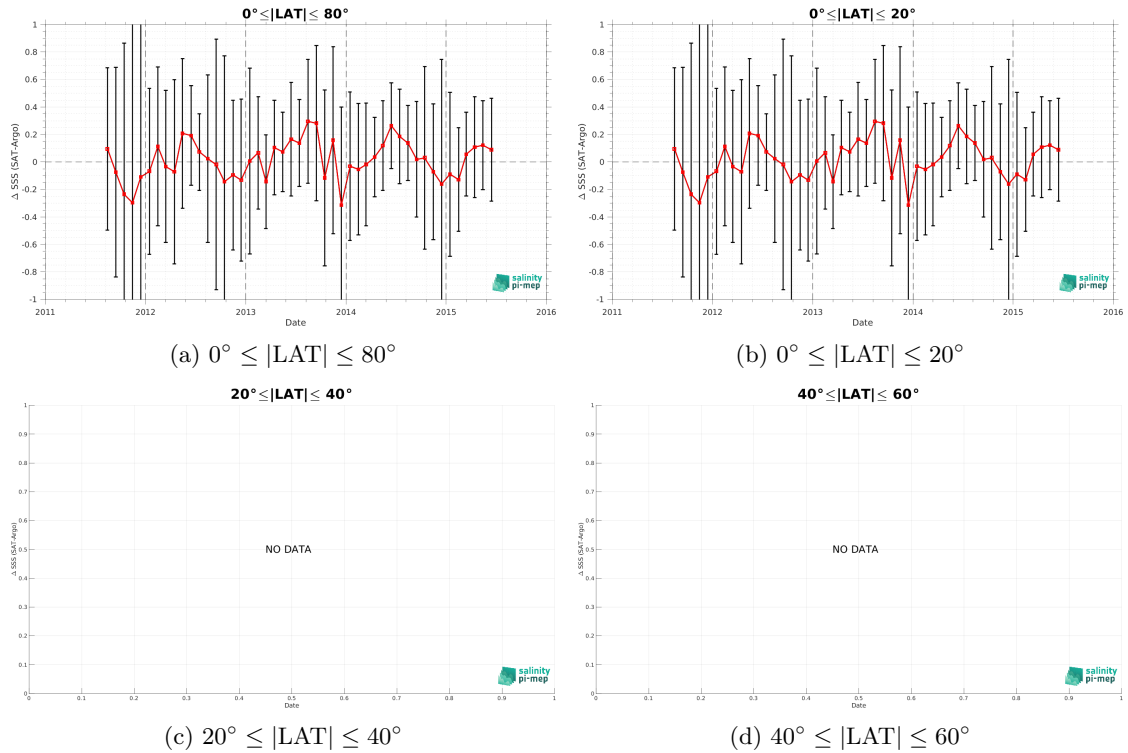 0°≤|LAT|≤ 80°
Δ SSS (SAT-Argo)
1
0.8
0.6
0.4
0.2
0
-0.2
-0.4
-0.6
-0.8
-1
2011 2012 2013 2014 2015 2016
Date
salinity
pi-mep
(a) 0° ≤ |LAT| ≤ 80°
0°≤|LAT|≤ 20°
Δ SSS (SAT-Argo)
1
0.8
0.6
0.4
0.2
0
-0.2
-0.4
-0.6
-0.8
-1
2011 2012 2013 2014 2015 2016
Date
salinity
pi-mep
(b) 0° ≤ |LAT| ≤ 20°
20°≤|LAT|≤ 40°
Δ SSS (SAT-Argo)
1
0.9
0.8
0.7
0.6
0.5
0.4
0.3
0.2
0.1
0
NO DATA
0 0.1 0.2 0.3 0.4 0.5 0.6 0.7 0.8 0.9 1
Date
salinity
pi-mep
(c) 20° ≤ |LAT| ≤ 40°
40°≤|LAT|≤ 60°
Δ SSS (SAT-Argo)
1
0.9
0.8
0.7
0.6
0.5
0.4
0.3
0.2
0.1
0
NO DATA
0 0.1 0.2 0.3 0.4 0.5 0.6 0.7 0.8 0.9 1
Date
salinity
pi-mep
(d) 40° ≤ |LAT| ≤ 60°